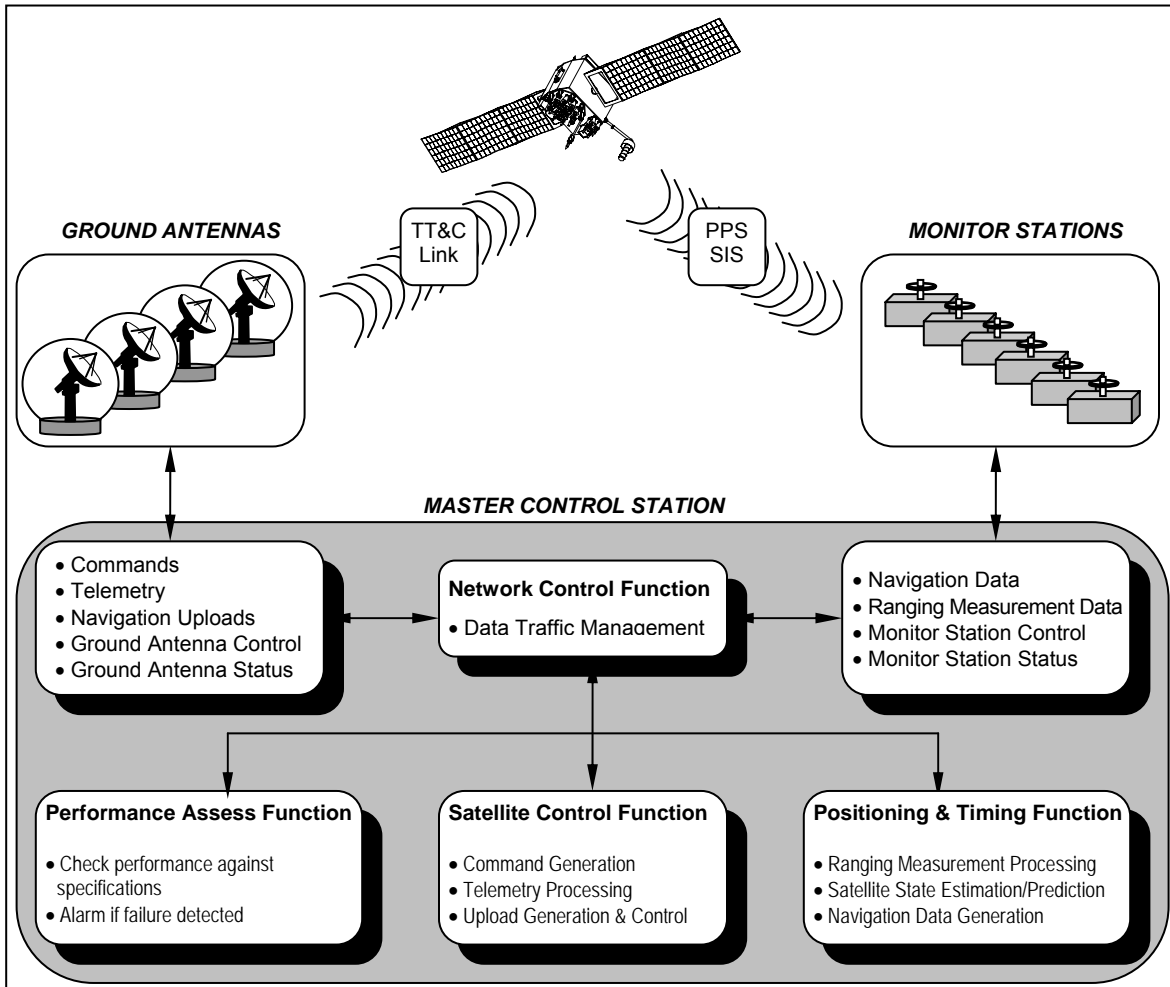 TT&C
Link
PPS
SIS
GROUND ANTENNAS
MONITOR STATIONS
MASTER CONTROL STATION
• Commands
• Telemetry
• Navigation Uploads
• Ground Antenna Control
• Ground Antenna Status
Network Control Function
• Data Traffic Management
• Navigation Data
• Ranging Measurement Data
• Monitor Station Control
• Monitor Station Status
Performance Assess Function
• Check performance against
specifications
• Alarm if failure detected
Satellite Control Function
• Command Generation
• Telemetry Processing
• Upload Generation & Control
Positioning & Timing Function
• Ranging Measurement Processing
• Satellite State Estimation/Prediction
• Navigation Data Generation